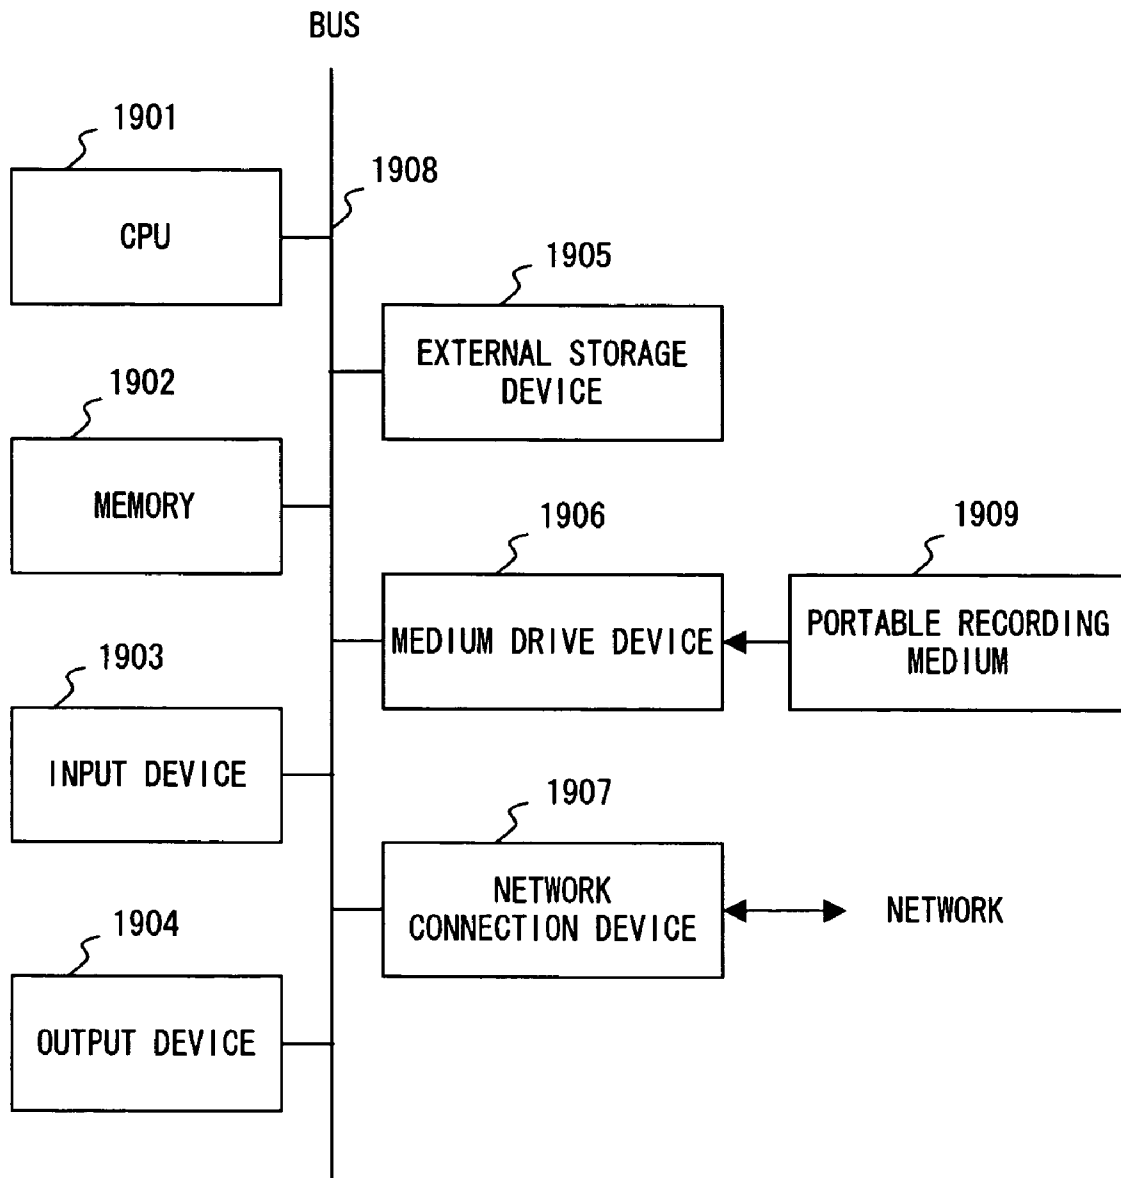 BUS
1901
CPU
1908
1905
EXTERNAL STORAGE
DEVICE
1902
MEMORY
1906
MEDIUM DRIVE DEVICE
1909
PORTABLE RECORDING
MEDIUM
1903
INPUT DEVICE
1907
NETWORK
CONNECTION DEVICE
NETWORK
1904
OUTPUT DEVICE